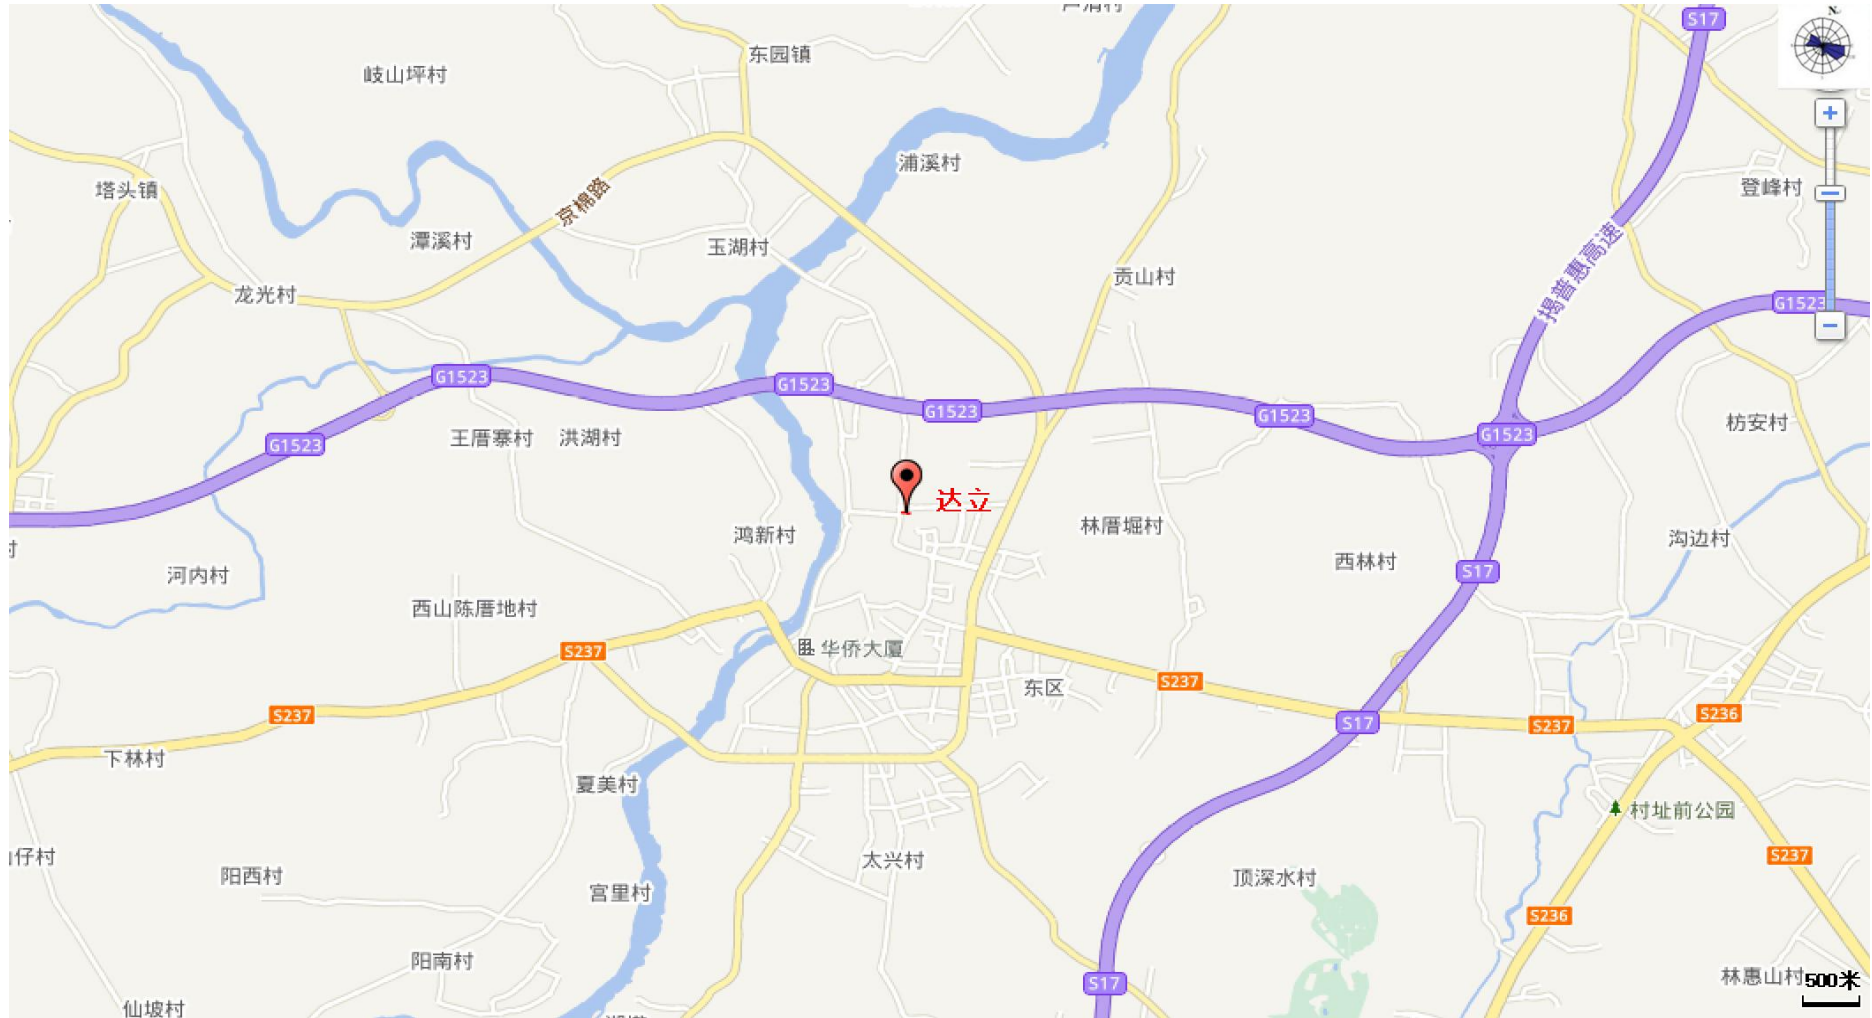 S17
N
芦清村
东园镇
岐山坪村
浦溪村
塔头镇
京棉路
登峰村
潭溪村
玉湖村
揭普惠高速
贡山村
龙光村
G1523
G1523
G1523
G1523
G1523
枋安村
G1523
G1523
王厝寨村
洪湖村
达立
林厝堀村
鸿新村
沟边村
村
西林村
S17
河内村
西山陈厝地村
华侨大厦
S237
东区
S237
S237
S17
S237
S236
下林村
夏美村
村址前公园
仔村
太兴村
S237
阳西村
宫里村
顶深水村
S236
阳南村
林惠山村
500米
S17
仙坡村